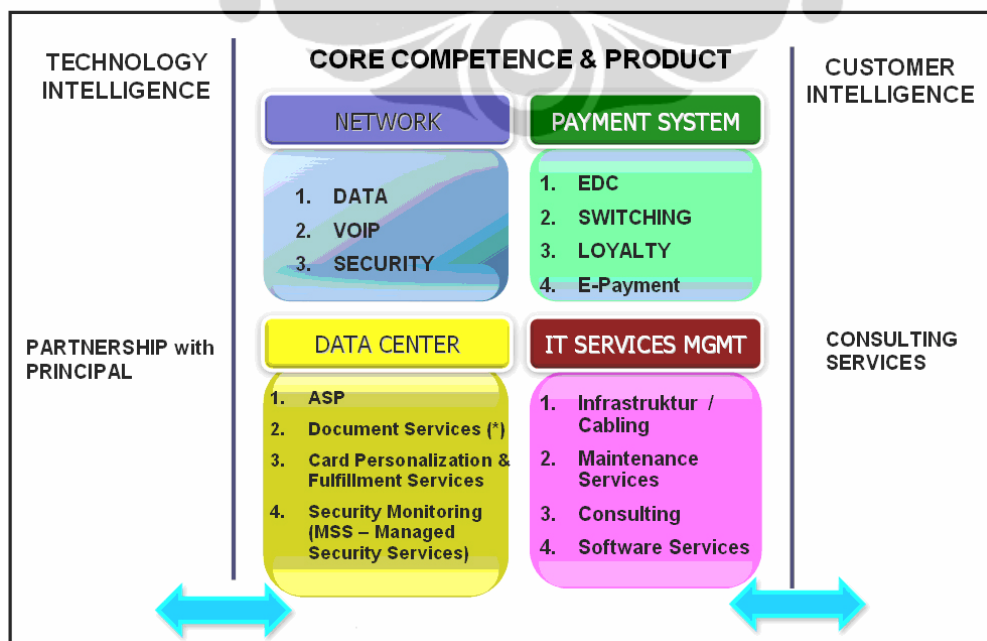 TECHNOLOGY
INTELLIGENCE
PARTNERSHIP with
PRINCIPAL
CORE COMPETENCE & PRODUCT
NETWORK
1. DATA
2. VOIP
3. SECURITY
PAYMENT SYSTEM
1. EDC
2. SWITCHING
3. LOYALTY
4. E-Payment
DATA CENTER
1. ASP
2. Document Services (*)
3. Card Personalization &
Fulfillment Services
4. Security Monitoring
(MSS – Managed
Security Services)
IT SERVICES MGMT
1. Infrastruktur /
Cabling
2. Maintenance
Services
3. Consulting
4. Software Services
CUSTOMER
INTELLIGENCE
CONSULTING
SERVICES